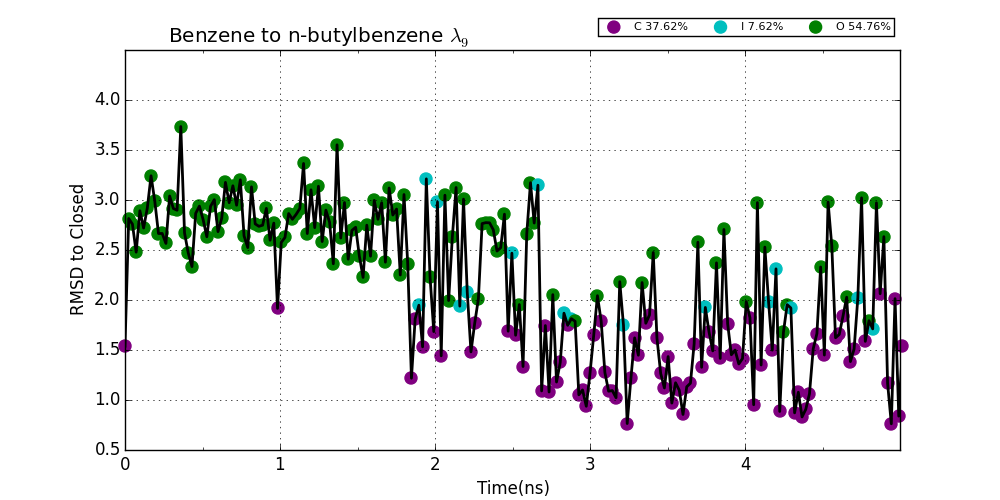 Benzene to n-butylbenzene λ₉
C 37.62% I 7.62% O 54.76%
RMSD to Closed
4.0
3.5
3.0
2.5
2.0
1.5
1.0
0.5
0 1 2 3 4
Time(ns)